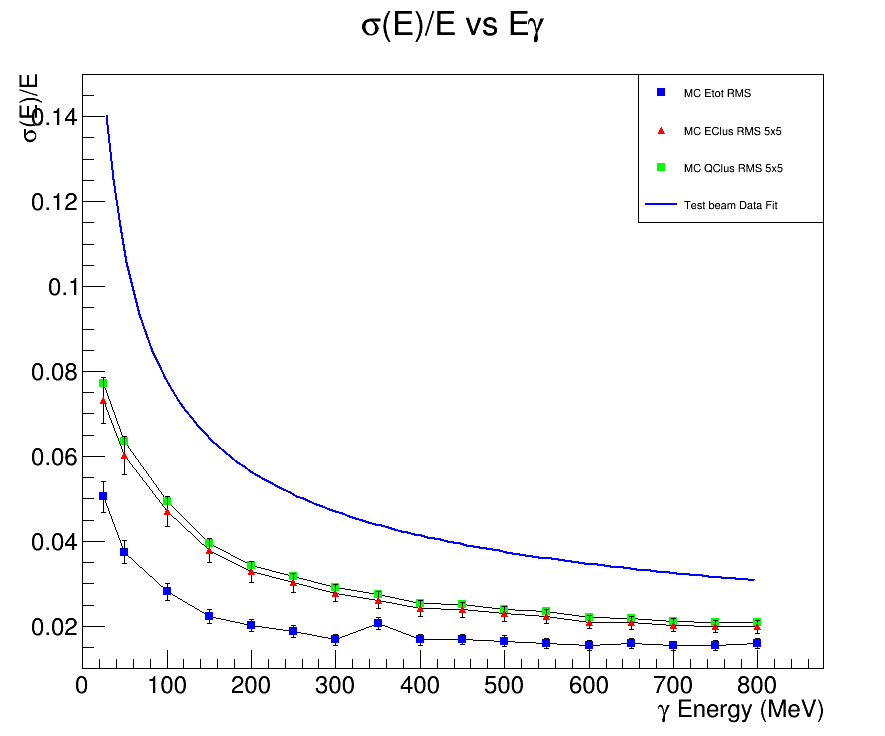 σ(E)/E vs Eγ
σ(E)/E
0.14
0.12
0.1
0.08
0.06
0.04
0.02
MC Etot RMS
MC EClus RMS 5x5
MC QClus RMS 5x5
Test beam Data Fit
0 100 200 300 400 500 600 700 800
γ Energy (MeV)